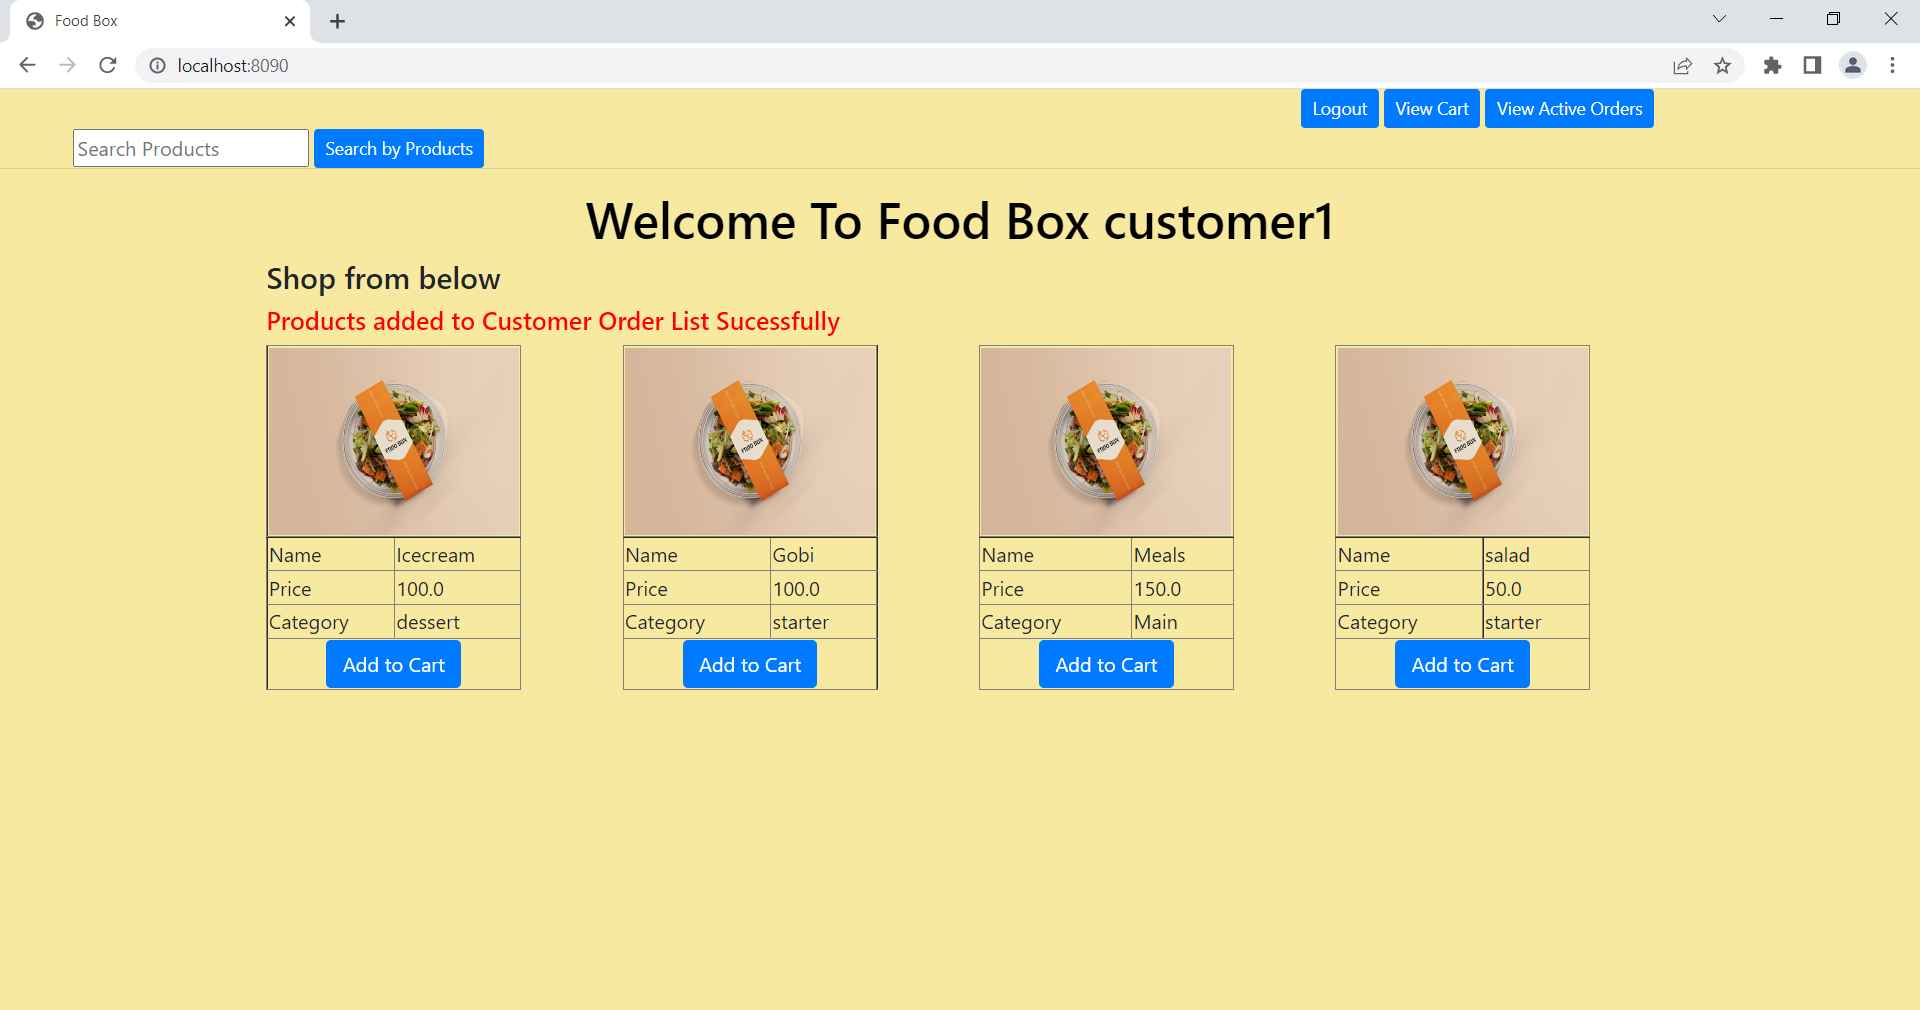 Food Box
localhost:8090
Logout View Cart View Active Orders
Search Products Search by Products
Welcome To Food Box customer1
Shop from below
Products added to Customer Order List Sucessfully
Name Icecream
Price 100.0
Category dessert
Add to Cart
Name Gobi
Price 100.0
Category starter
Add to Cart
Name Meals
Price 150.0
Category Main
Add to Cart
Name salad
Price 50.0
Category starter
Add to Cart